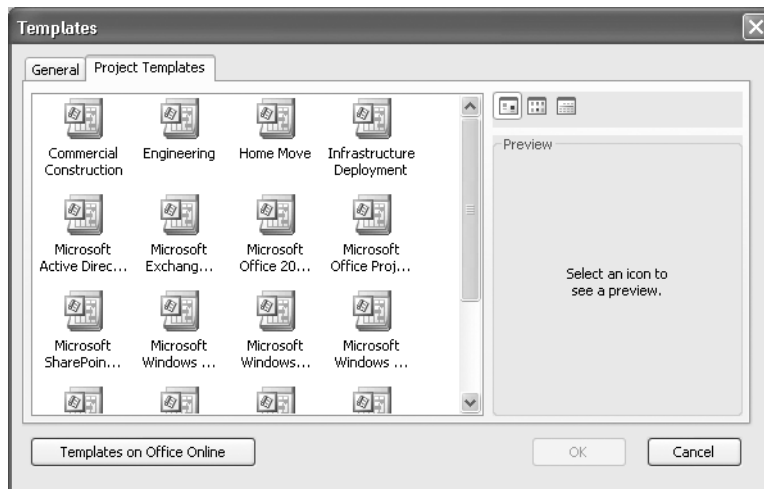 Templates
General
Project Templates
Commercial
Construction
Engineering
Home Move
Infrastructure
Deployment
Microsoft
Active Direc...
Microsoft
Exchang...
Microsoft
Office 20...
Microsoft
Office Proj...
Microsoft
SharePoin...
Microsoft
Windows ...
Microsoft
Windows...
Microsoft
Windows ...
Preview
Select an icon to
see a preview.
Templates on Office Online
OK
Cancel